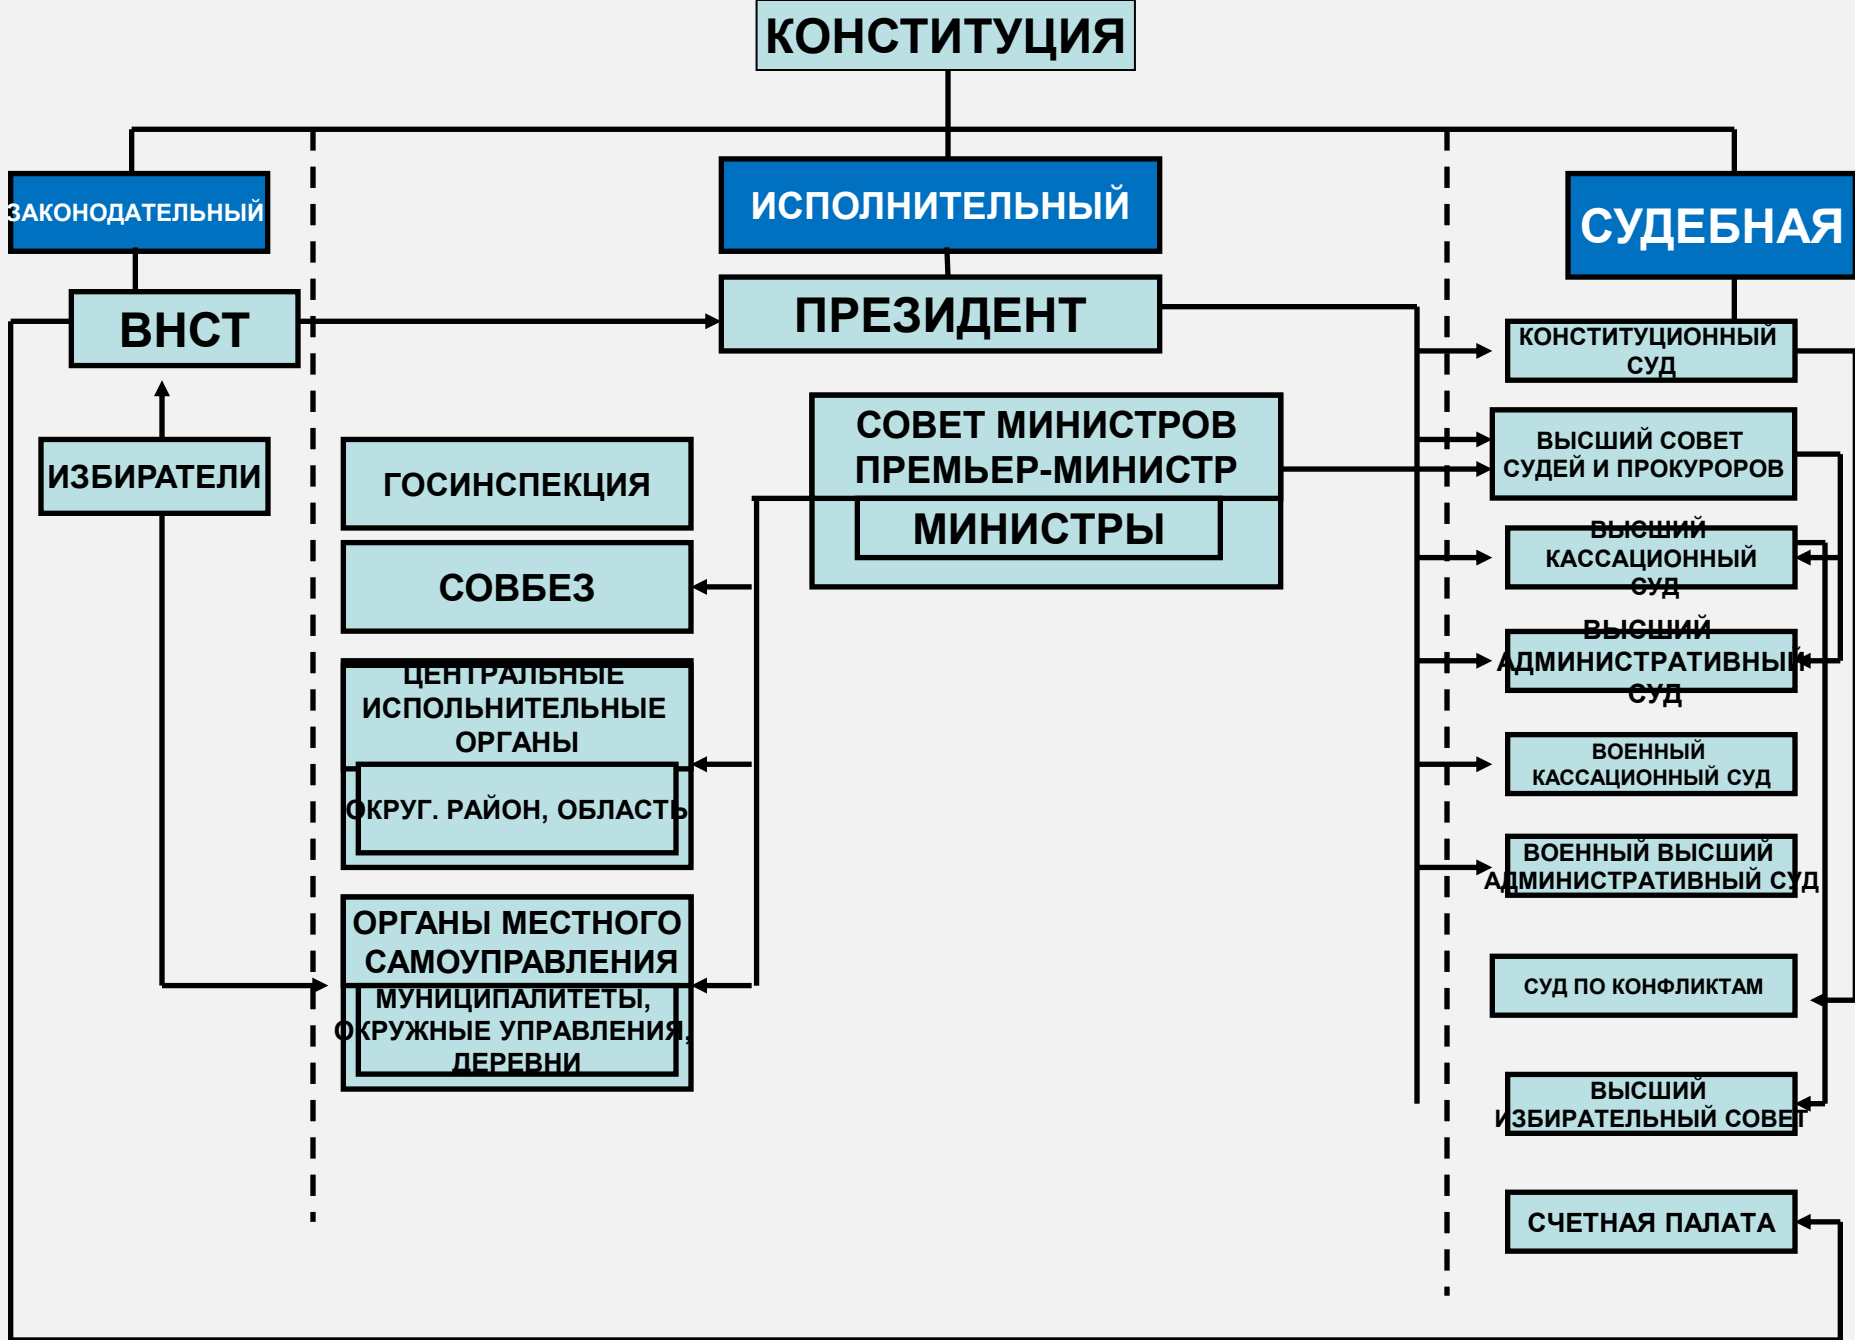 КОНСТИТУЦИЯ
ЗАКОНОДАТЕЛЬНЫЙ
ИСПОЛНИТЕЛЬНЫЙ
СУДЕБНАЯ
ВНСТ
ПРЕЗИДЕНТ
ИЗБИРАТЕЛИ
ГОСИНСПЕКЦИЯ
СОВБЕЗ
ЦЕНТРАЛЬНЫЕ
ИСПОЛЬНИТЕЛЬНЫЕ
ОРГАНЫ
ОКРУГ. РАЙОН, ОБЛАСТЬ
ОРГАНЫ МЕСТНОГО
САМОУПРАВЛЕНИЯ
МУНИЦИПАЛИТЕТЫ,
ОКРУЖНЫЕ УПРАВЛЕНИЯ,
ДЕРЕВНИ
СОВЕТ МИНИСТРОВ
ПРЕМЬЕР-МИНИСТР
МИНИСТРЫ
КОНСТИТУЦИОННЫЙ
СУД
ВЫСШИЙ СОВЕТ
СУДЕЙ И ПРОКУРОРОВ
ВЫСШИЙ
КАССАЦИОННЫЙ
СУД
ВЫСШИЙ
АДМИНИСТРАТИВНЫЙ
СУД
ВОЕННЫЙ
КАССАЦИОННЫЙ СУД
ВОЕННЫЙ ВЫСШИЙ
АДМИНИСТРАТИВНЫЙ СУД
СУД ПО КОНФЛИКТАМ
ВЫСШИЙ
ИЗБИРАТЕЛЬНЫЙ СОВЕТ
СЧЕТНАЯ ПАЛАТА